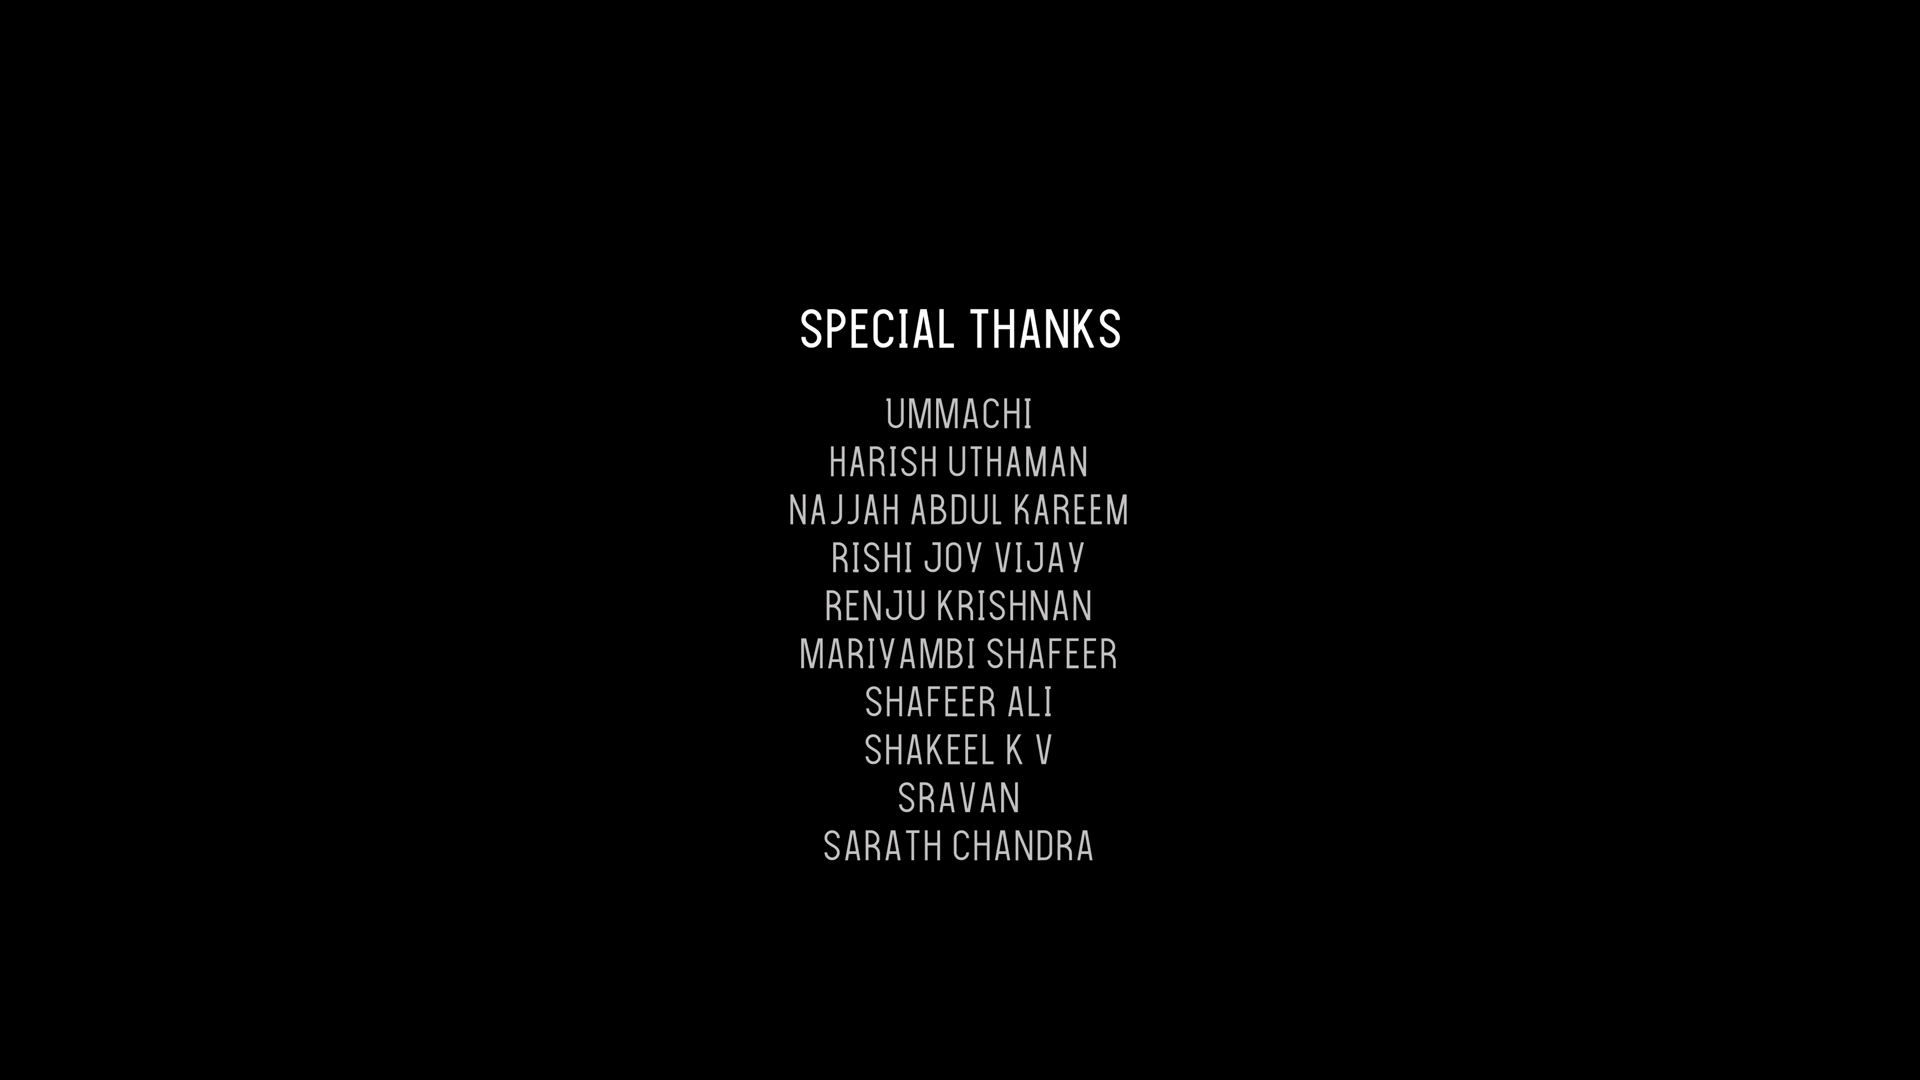 SPECIAL THANKS
UMMACHI
HARISH UTHAMAN
NAJJAH ABDUL KAREEM
RISHI JOY VIJAY
RENJU KRISHNAN
MARIYAMBI SHAFEER
SHAFEER ALI
SHAKEEL K V
SRAVAN
SARATH CHANDRA